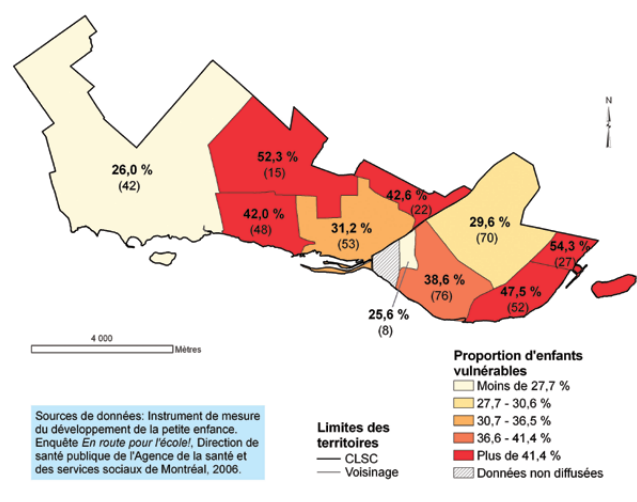 N
26,0 %
(42)
52,3 %
(15)
42,0 %
(48)
31,2 %
(53)
42,6 %
(22)
29,6 %
(70)
54,3 %
(27)
38,6 %
(76)
47,5 %
(52)
25,6 %
(8)
4 000
Mètres
Sources de données: Instrument de mesure
du développement de la petite enfance.
Enquête En route pour l'école!, Direction de
santé publique de l'Agence de la santé et
des services sociaux de Montréal, 2006.
Limites des
territoires
CLSC
Voisinage
Proportion d'enfants
vulnérables
Moins de 27,7 %
27,7 - 30,6 %
30,7 - 36,5 %
36,6 - 41,4 %
Plus de 41,4 %
Données non diffusées